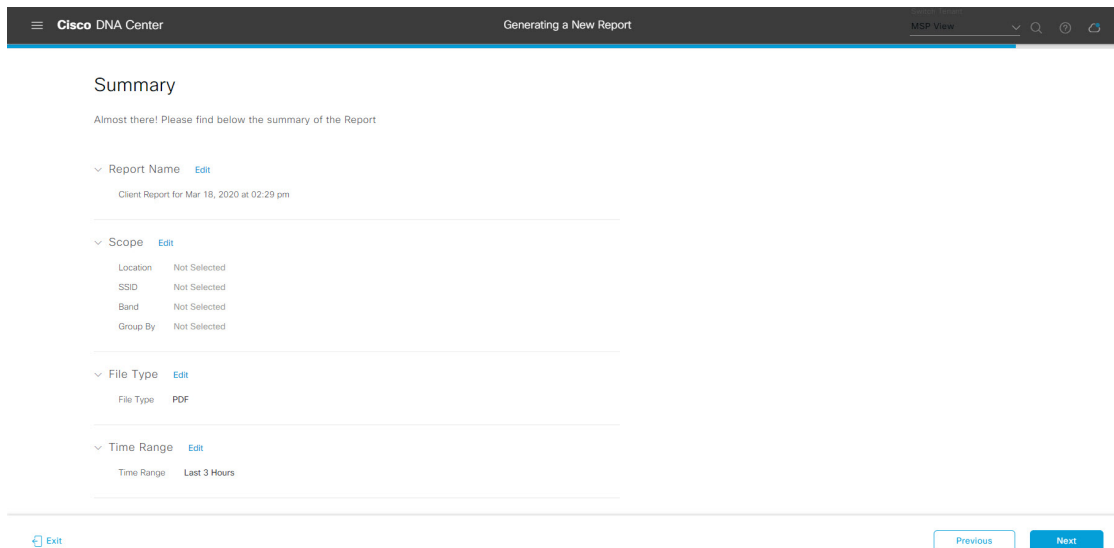 Cisco DNA Center
Generating a New Report
MSP View
Summary
Almost there! Please find below the summary of the Report
Report Name Edit
Client Report for Mar 18, 2020 at 02:29 pm
Scope Edit
Location Not Selected
SSID Not Selected
Band Not Selected
Group By Not Selected
File Type Edit
File Type PDF
Time Range Edit
Time Range Last 3 Hours
Exit
Previous
Next